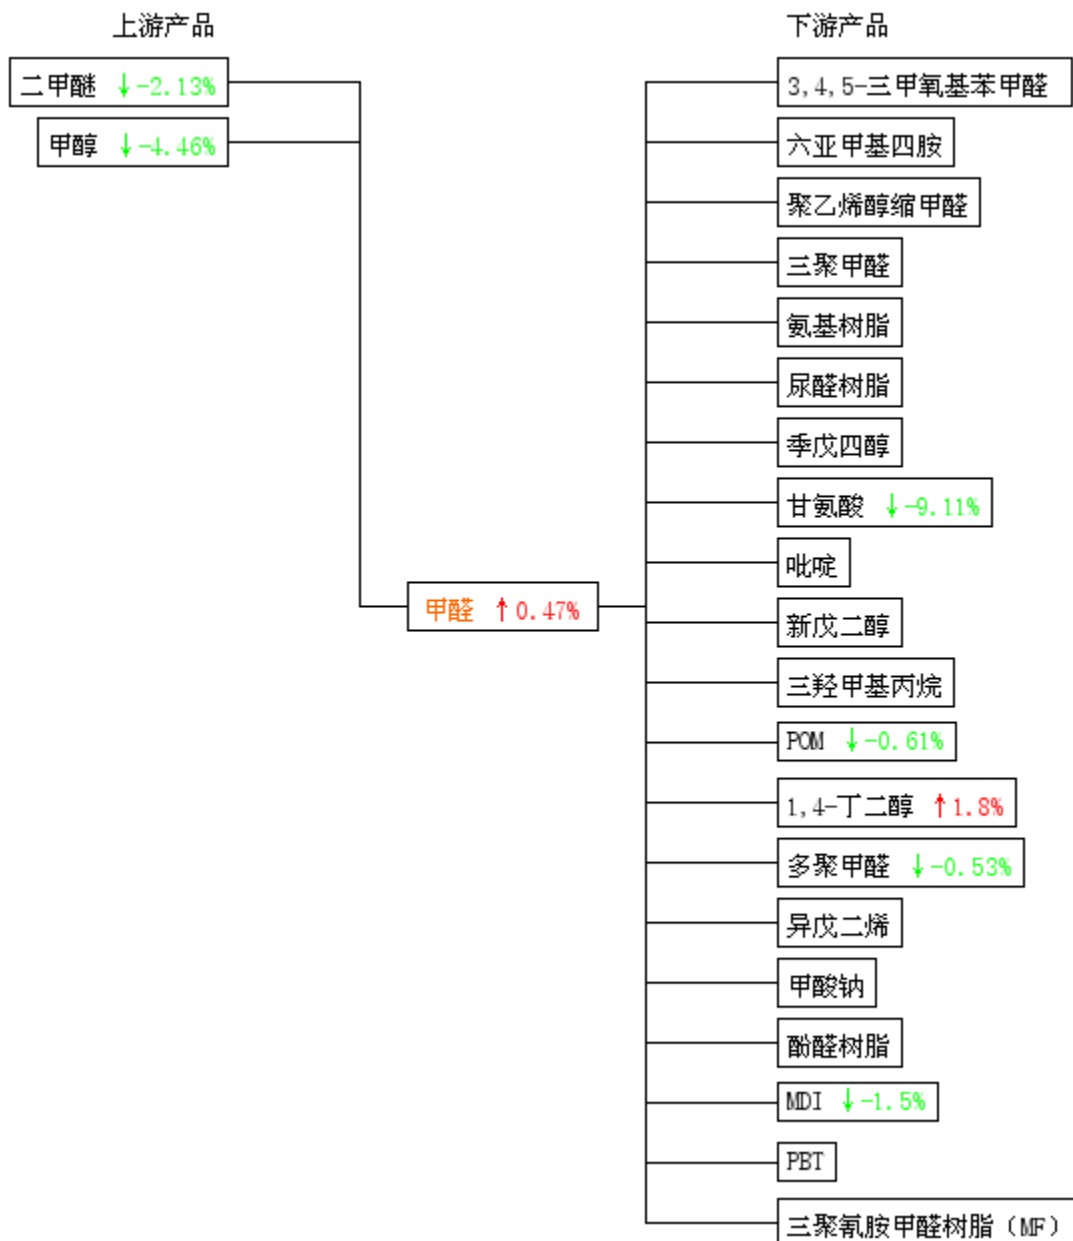 上游产品
下游产品
二甲醚 ↓-2.13%
甲醇 ↓-4.46%
甲醛 ↑0.47%
3,4,5-三甲氧基苯甲醛
六亚甲基四胺
聚乙烯醇缩甲醛
三聚甲醛
氨基树脂
尿醛树脂
季戊四醇
甘氨酸 ↓-9.11%
吡啶
新戊二醇
三羟甲基丙烷
POM ↓-0.61%
1,4-丁二醇 ↑1.8%
多聚甲醛 ↓-0.53%
异戊二烯
甲酸钠
酚醛树脂
MDI ↓-1.5%
PBT
三聚氰胺甲醛树脂（MF）